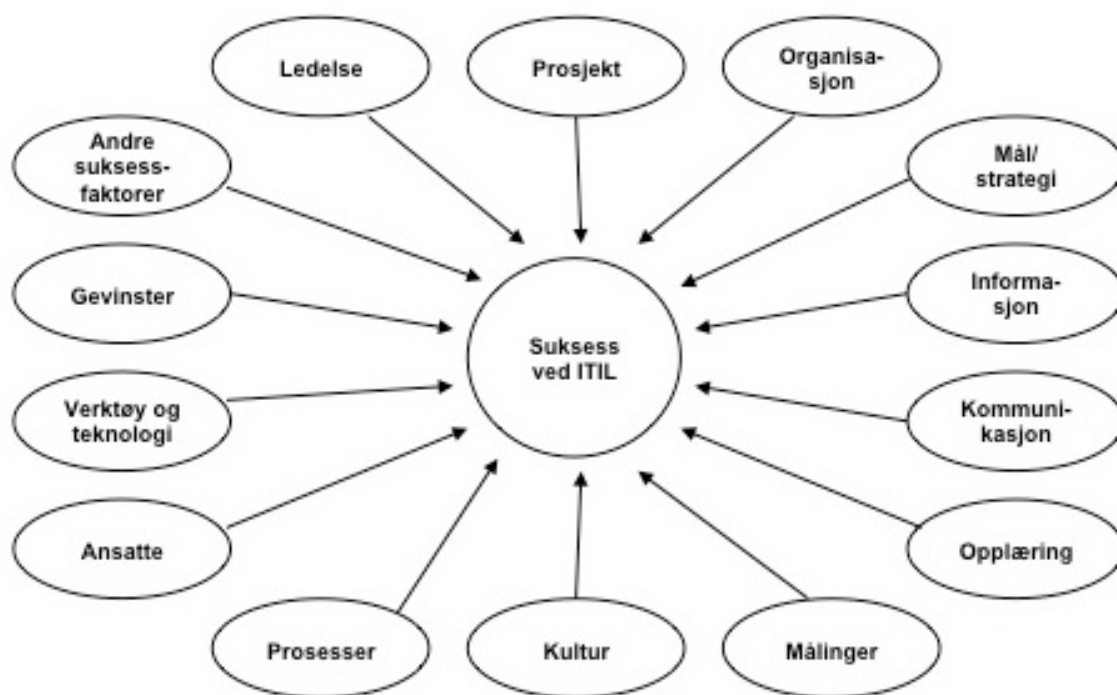 Ledelse
Prosjekt
Organisa-
sjon
Andre
suksess-
faktorer
Mål/
strategi
Gevinster
Informa-
sjon
Suksess
ved ITIL
Verktøy og
teknologi
Kommuni-
kasjon
Ansatte
Opplæring
Prosesser
Kultur
Målinger